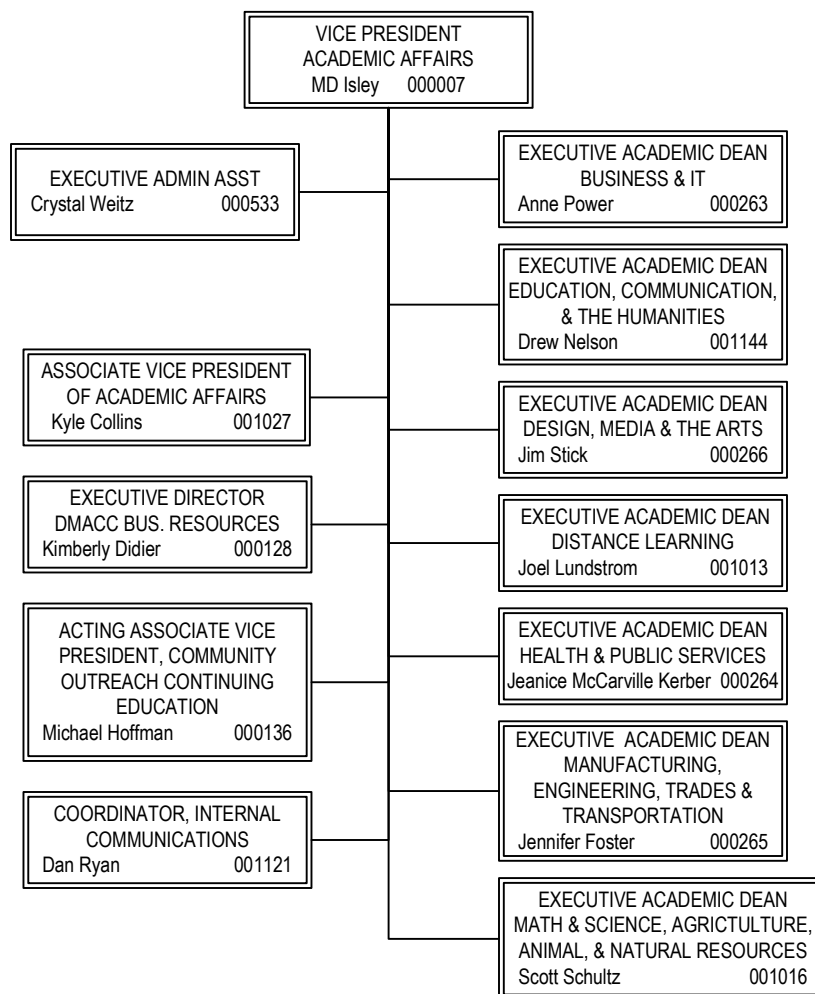 VICE PRESIDENT
ACADEMIC AFFAIRS
MD Isley 000007
EXECUTIVE ADMIN ASST
Crystal Weitz 000533
ASSOCIATE VICE PRESIDENT
OF ACADEMIC AFFAIRS
Kyle Collins 001027
EXECUTIVE DIRECTOR
DMACC BUS. RESOURCES
Kimberly Didier 000128
ACTING ASSOCIATE VICE
PRESIDENT, COMMUNITY
OUTREACH CONTINUING
EDUCATION
Michael Hoffman 000136
COORDINATOR, INTERNAL
COMMUNICATIONS
Dan Ryan 001121
EXECUTIVE ACADEMIC DEAN
BUSINESS & IT
Anne Power 000263
EXECUTIVE ACADEMIC DEAN
EDUCATION, COMMUNICATION,
& THE HUMANITIES
Drew Nelson 001144
EXECUTIVE ACADEMIC DEAN
DESIGN, MEDIA & THE ARTS
Jim Stick 000266
EXECUTIVE ACADEMIC DEAN
DISTANCE LEARNING
Joel Lundstrom 001013
EXECUTIVE ACADEMIC DEAN
HEALTH & PUBLIC SERVICES
Jeanice McCarville Kerber 000264
EXECUTIVE ACADEMIC DEAN
MANUFACTURING,
ENGINEERING, TRADES &
TRANSPORTATION
Jennifer Foster 000265
EXECUTIVE ACADEMIC DEAN
MATH & SCIENCE, AGRICTULTURE,
ANIMAL, & NATURAL RESOURCES
Scott Schultz 001016